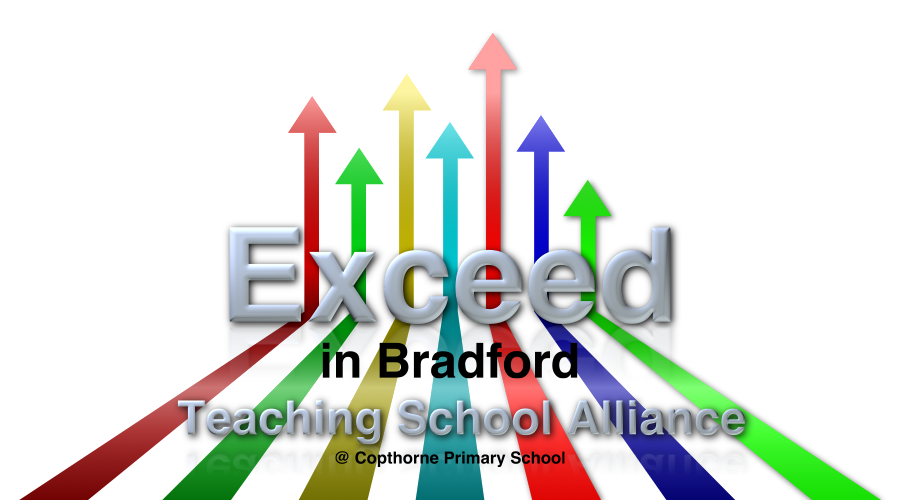 Exceed
in Bradford
Teaching School Alliance
@ Copthorne Primary School